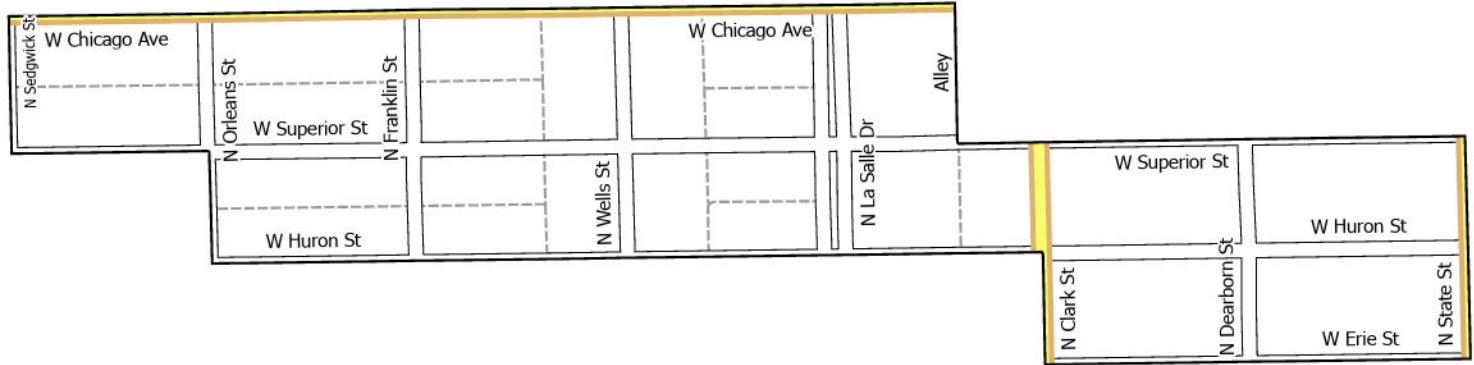 N Sedgwick St
W Chicago Ave
N Orleans St
W Superior St
N Franklin St
W Huron St
N Wells St
W Chicago Ave
N La Salle Dr
Alley
W Superior St
N Clark St
N Dearborn St
W Huron St
W Erie St
N State St